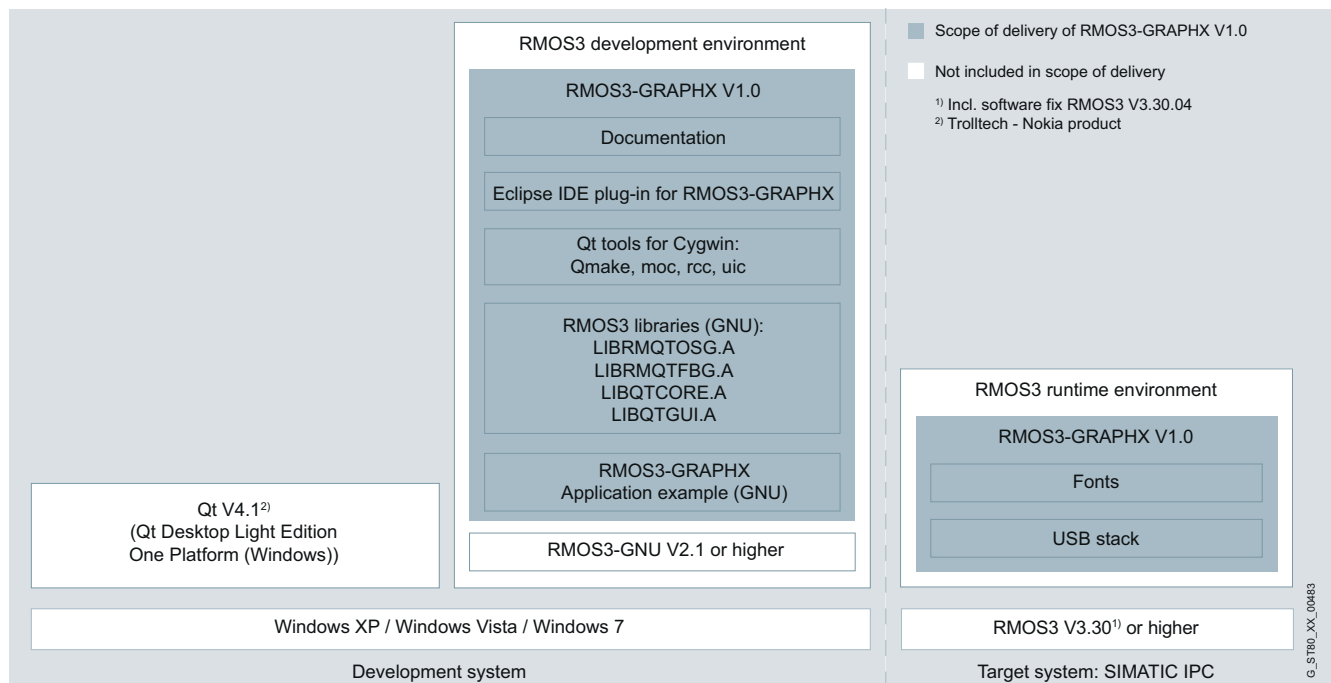 RMOS3 development environment
RMOS3-GRAPHX V1.0
Documentation
Eclipse IDE plug-in for RMOS3-GRAPHX
Qt tools for Cygwin:
Qmake, moc, rcc, uic
RMOS3 libraries (GNU):
LIBRMQTOSG.A
LIBRMQTFBG.A
LIBQTCORE.A
LIBQTGUI.A
RMOS3-GRAPHX
Application example (GNU)
RMOS3-GNU V2.1 or higher
Qt V4.1²⁾
(Qt Desktop Light Edition
One Platform (Windows))
Windows XP / Windows Vista / Windows 7
Development system
Scope of delivery of RMOS3-GRAPHX V1.0
Not included in scope of delivery
¹⁾ Incl. software fix RMOS3 V3.30.04
²⁾ Trolltech - Nokia product
RMOS3 runtime environment
RMOS3-GRAPHX V1.0
Fonts
USB stack
RMOS3 V3.30¹⁾ or higher
Target system: SIMATIC IPC
G_ST80_XX_00483